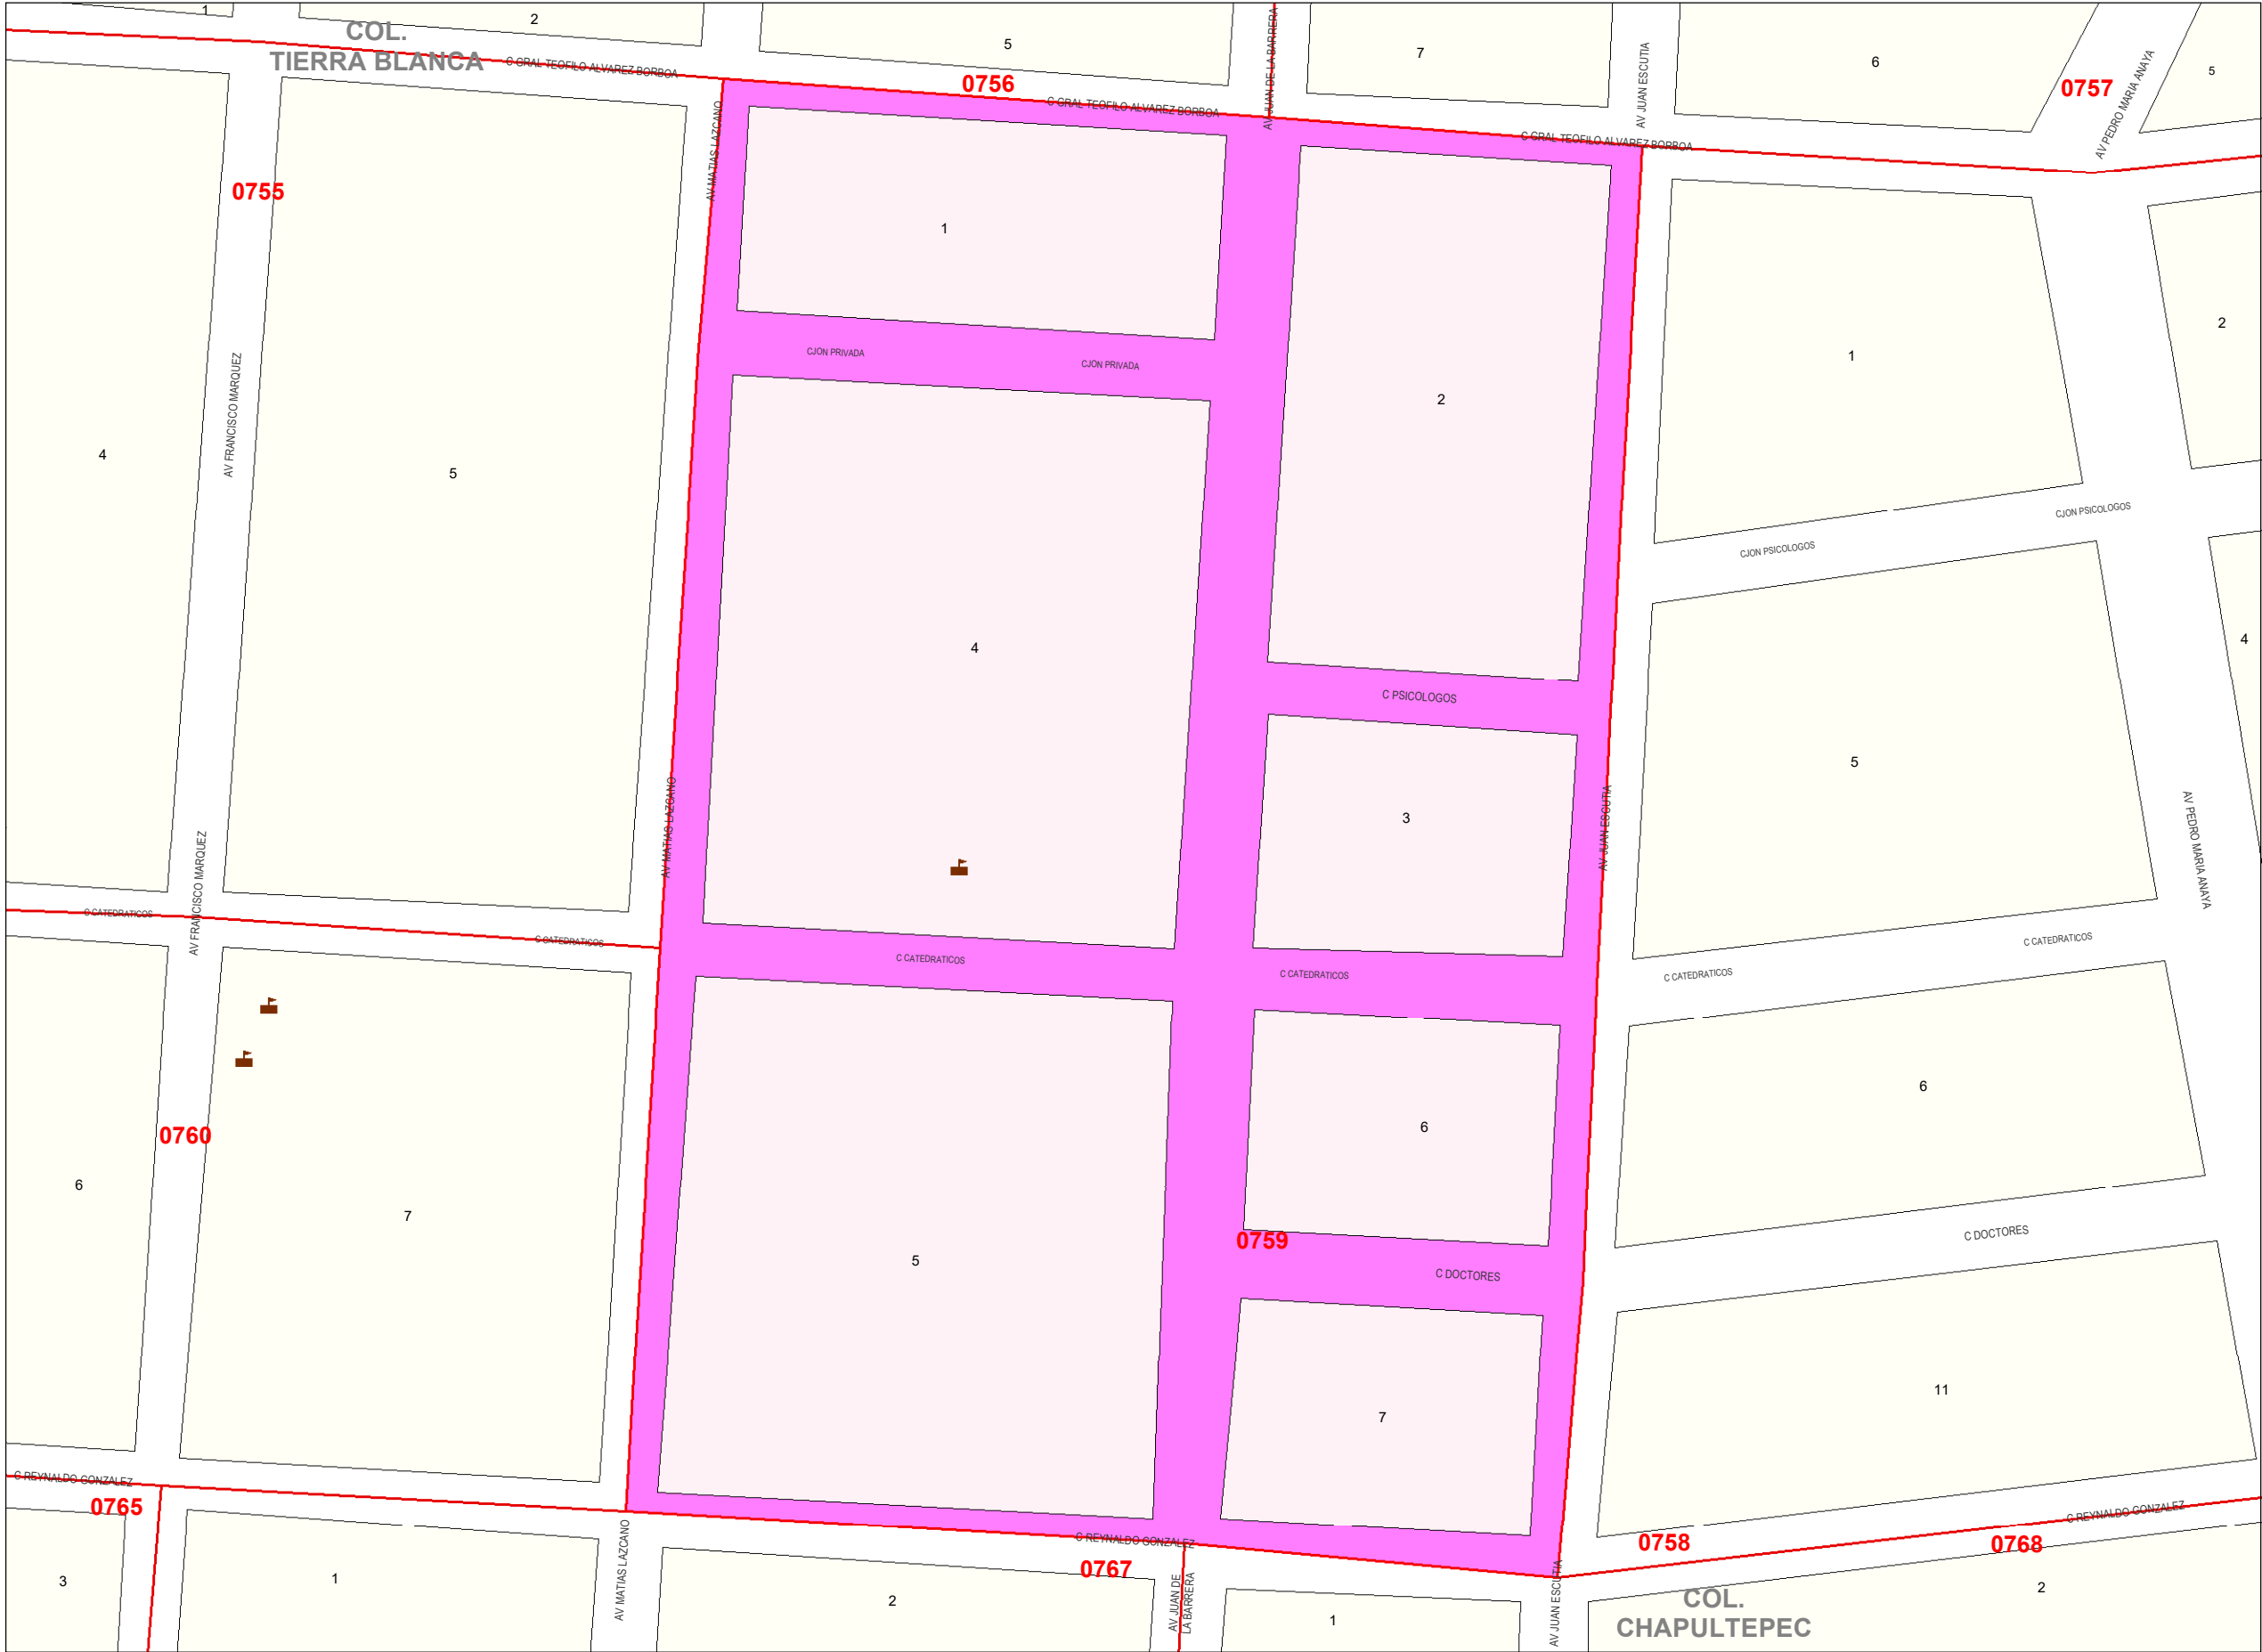 1
2
COL.
TIERRA BLANCA
C GRAL TEOFILO ALVAREZ BORBOA
5
0756
AV JUAN DE LA BARRERA
7
AV JUAN ESCUTIA
6
0757
AV PEDRO MARIA ANAYA
5
C GRAL TEOFILO ALVAREZ BORBOA
C GRAL TEOFILO ALVAREZ BORBOA
0755
AV MATIAS LAZCANO
1
2
CJON PRIVADA
CJON PRIVADA
1
2
AV FRANCISCO MARQUEZ
4
5
CJON PSICOLOGOS
CJON PSICOLOGOS
4
4
C PSICOLOGOS
3
5
AV MATIAS LAZCANO
AV JUAN ESCUTIA
AV PEDRO MARIA ANAYA
AV FRANCISCO MARQUEZ
C CATEDRATICOS
C CATEDRATICOS
C CATEDRATICOS
C CATEDRATICOS
C CATEDRATICOS
C CATEDRATICOS
0760
6
7
5
6
6
0759
C DOCTORES
C DOCTORES
7
11
C REYNALDO GONZALEZ
0765
C REYNALDO GONZALEZ
0767
0758
0768
C REYNALDO GONZALEZ
3
1
AV MATIAS LAZCANO
2
AV JUAN DE
LA BARRERA
1
AV JUAN ESCUTIA
COL.
CHAPULTEPEC
2